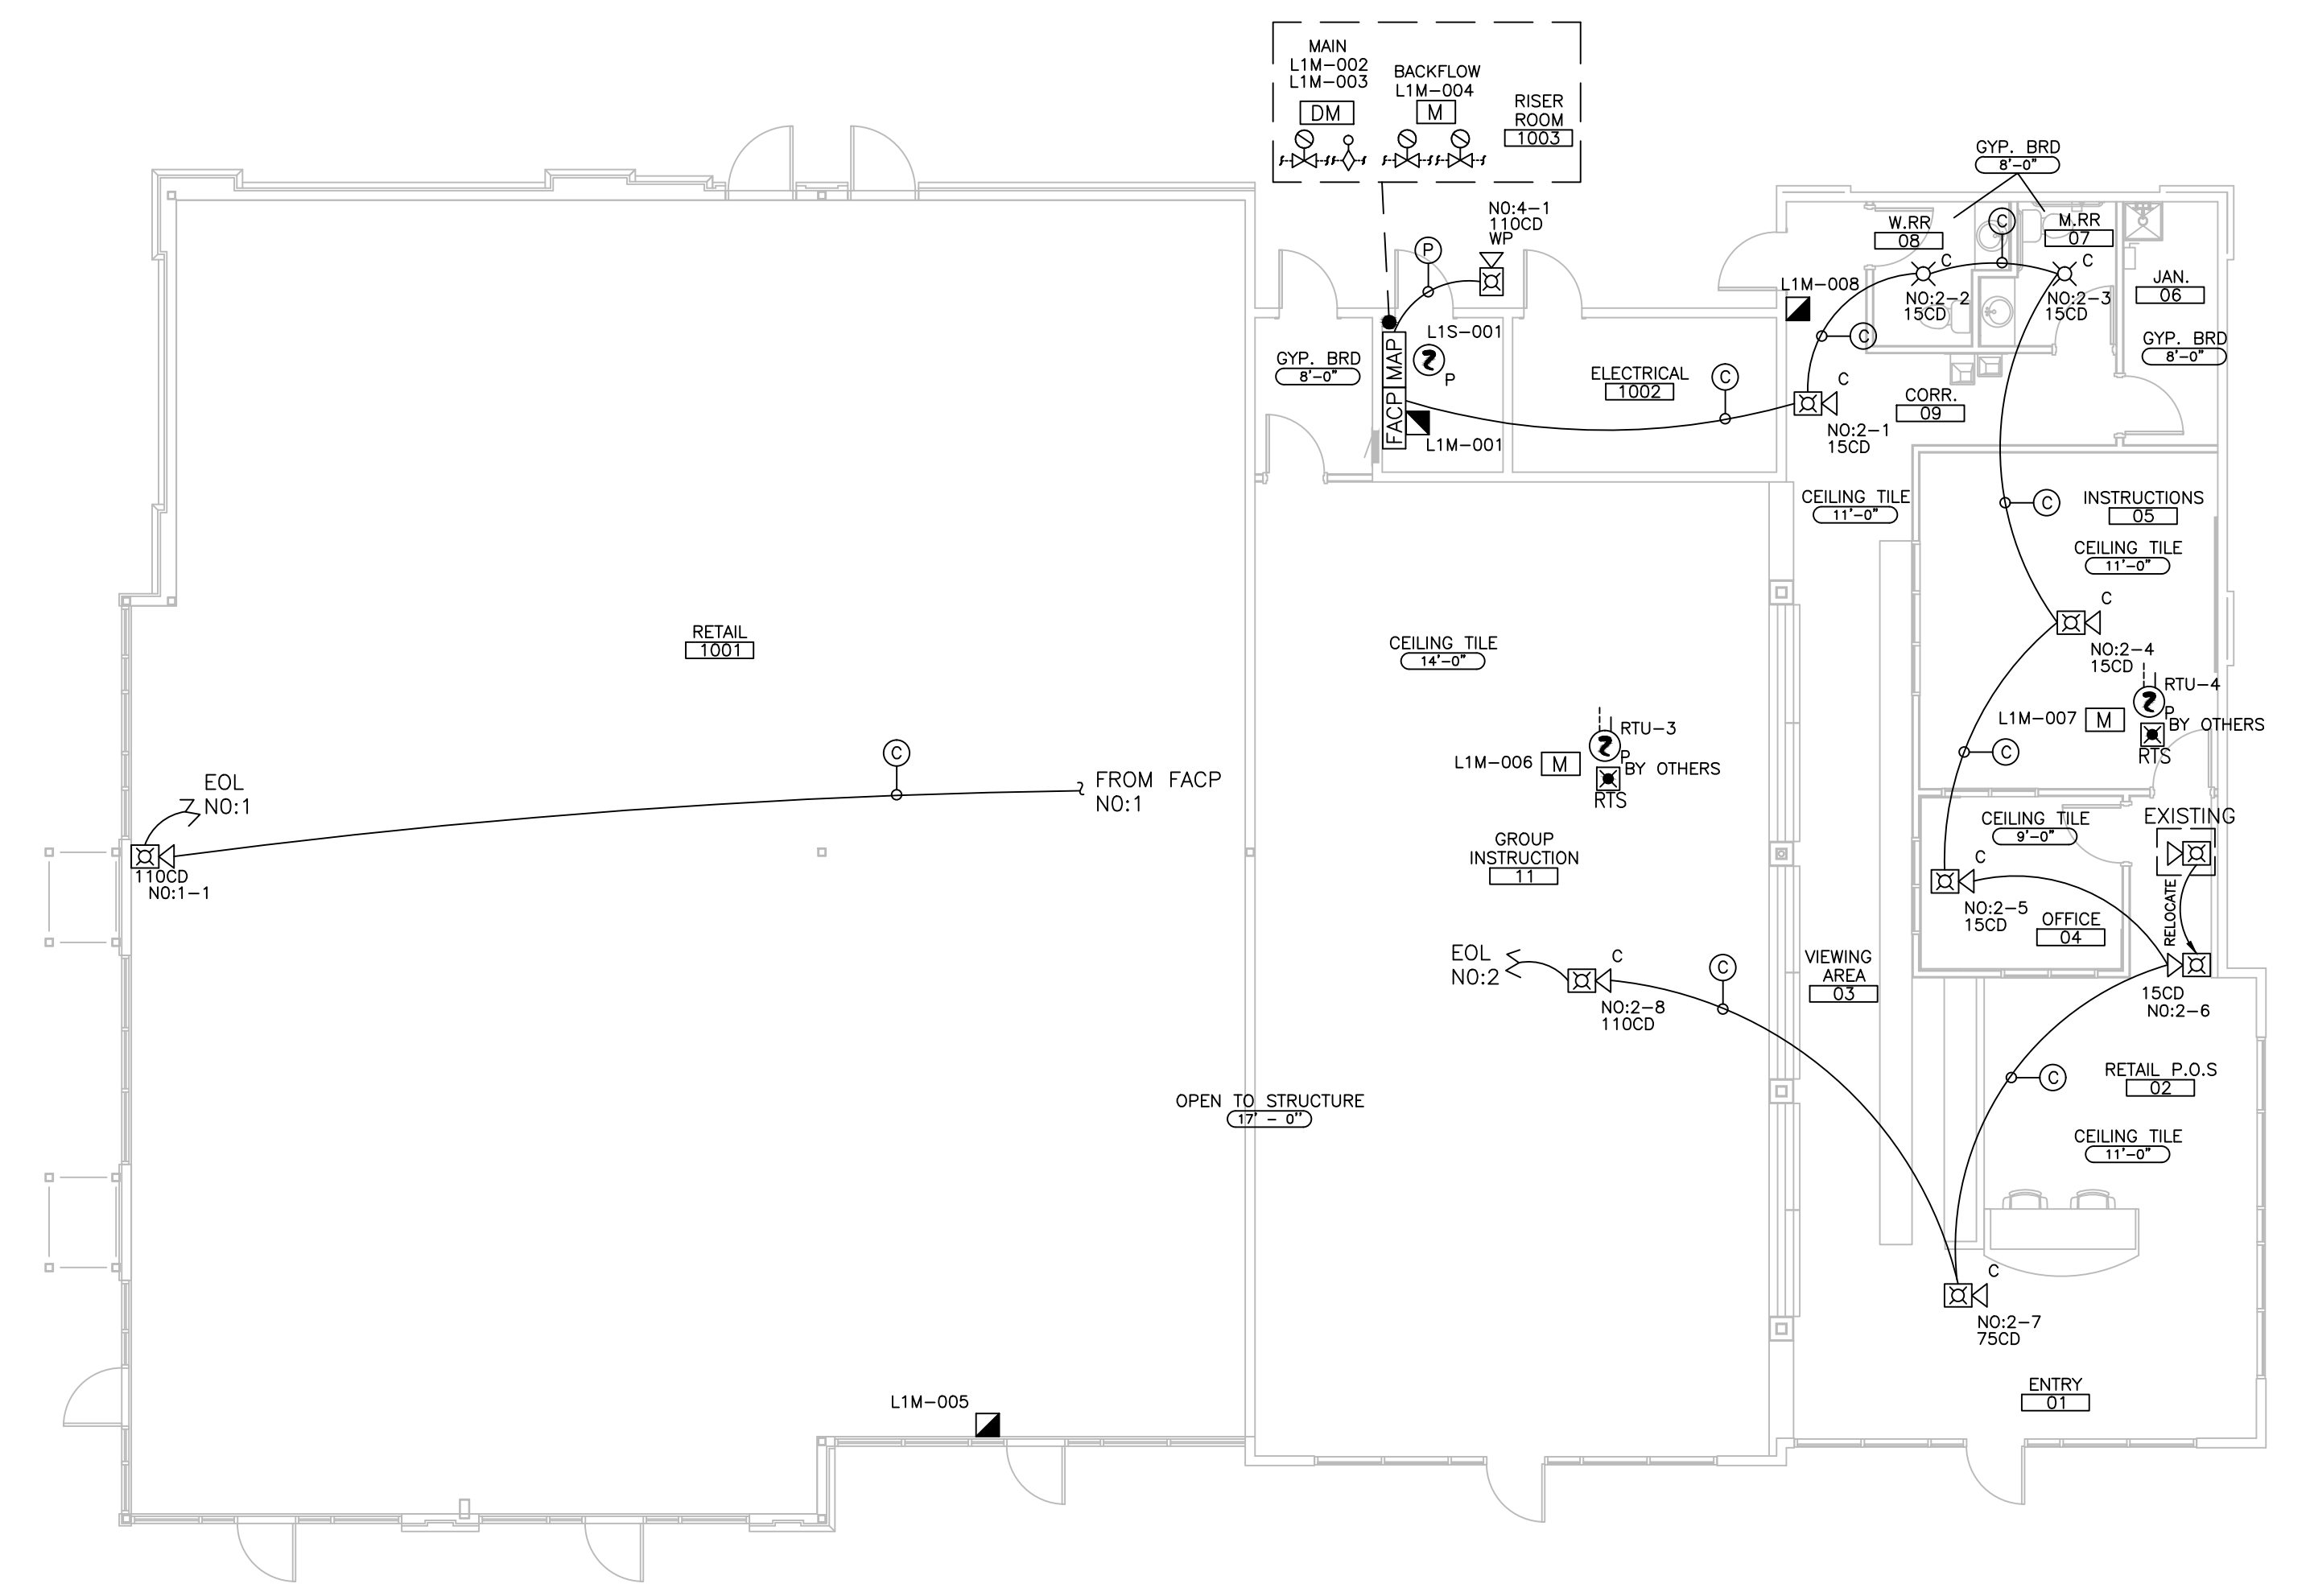 MAIN
L1M-002
L1M-003
DM
BACKFLOW
L1M-004
M
RISER
ROOM
1003
NO:4-1
110CD
WP
P
L1S-001
P
MAP
FACP
L1M-001
GYP. BRD
8'-0"
ELECTRICAL
1002
C
L1M-008
C
C
NO:2-1
15CD
GYP. BRD
8'-0"
W.RR
08
C
M.RR
07
C
NO:2-2
15CD
C
NO:2-3
15CD
JAN.
06
GYP. BRD
8'-0"
CORR.
09
CEILING TILE
11'-0"
INSTRUCTIONS
05
C
CEILING TILE
11'-0"
C
NO:2-4
15CD
RTU-4
L1M-007
M
P
BY OTHERS
RTS
C
RETAIL
1001
CEILING TILE
14'-0"
RTU-3
L1M-006
M
P
BY OTHERS
RTS
C
FROM FACP
NO:1
EOL
NO:1
110CD
NO:1-1
GROUP
INSTRUCTION
11
CEILING TILE
9'-0"
EXISTING
RELOCATE
C
NO:2-5
15CD
OFFICE
04
EOL
NO:2
C
NO:2-8
110CD
C
VIEWING
AREA
03
15CD
NO:2-6
C
RETAIL P.O.S
02
OPEN TO STRUCTURE
17' - 0"
CEILING TILE
11'-0"
C
NO:2-7
75CD
ENTRY
01
L1M-005